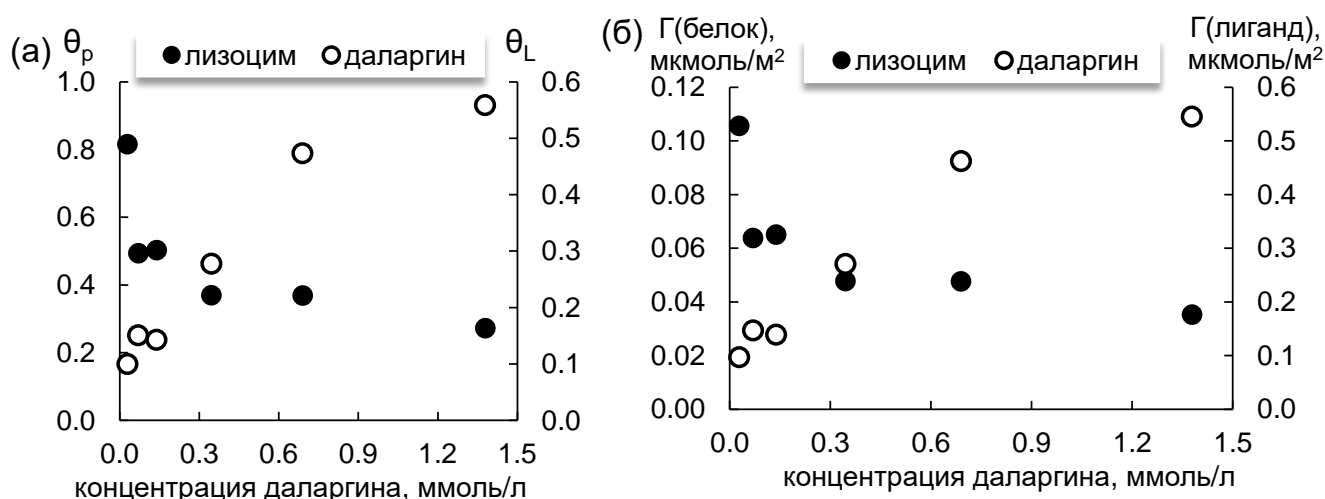 (а) θp ● лизоцим ○ даларгин θL
1.0 0.6
0.8 0.5
0.6 0.4
0.4 0.3
0.2 0.2
0.0 0.1
0.0
0.0 0.3 0.6 0.9 1.2 1.5
концентрация даларгина, ммоль/л
(б) Г(белок), мкмоль/м²
Г(лиганд), мкмоль/м²
● лизоцим ○ даларгин
0.12 0.6
0.10 0.5
0.08 0.4
0.06 0.3
0.04 0.2
0.02 0.1
0.00 0.0
0.0 0.3 0.6 0.9 1.2 1.5
концентрация даларгина, ммоль/л